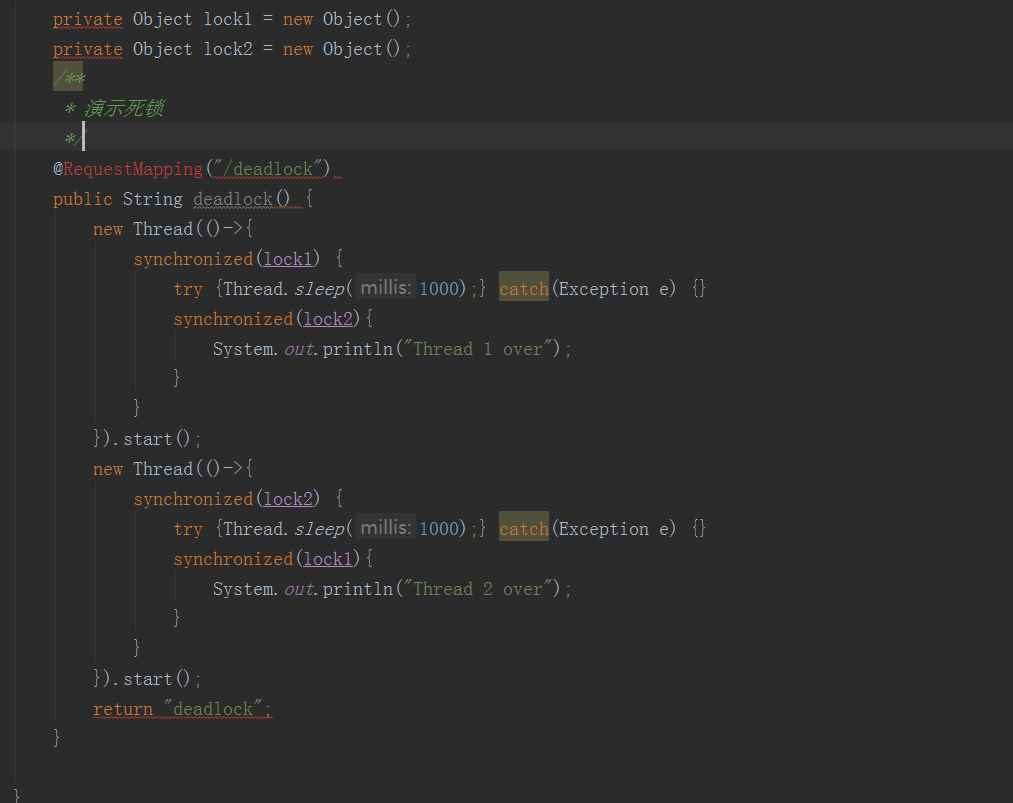 private Object lock1 = new Object();
private Object lock2 = new Object();
/**
* 演示死锁
*/
@RequestMapping("/deadlock")
public String deadlock() {
new Thread(()->{
synchronized(lock1) {
try {Thread.sleep( millis: 1000);} catch(Exception e) {}
synchronized(lock2){
System.out.println("Thread 1 over");
}
}
}).start();
new Thread(()->{
synchronized(lock2) {
try {Thread.sleep( millis: 1000);} catch(Exception e) {}
synchronized(lock1){
System.out.println("Thread 2 over");
}
}
}).start();
return "deadlock";
}
}